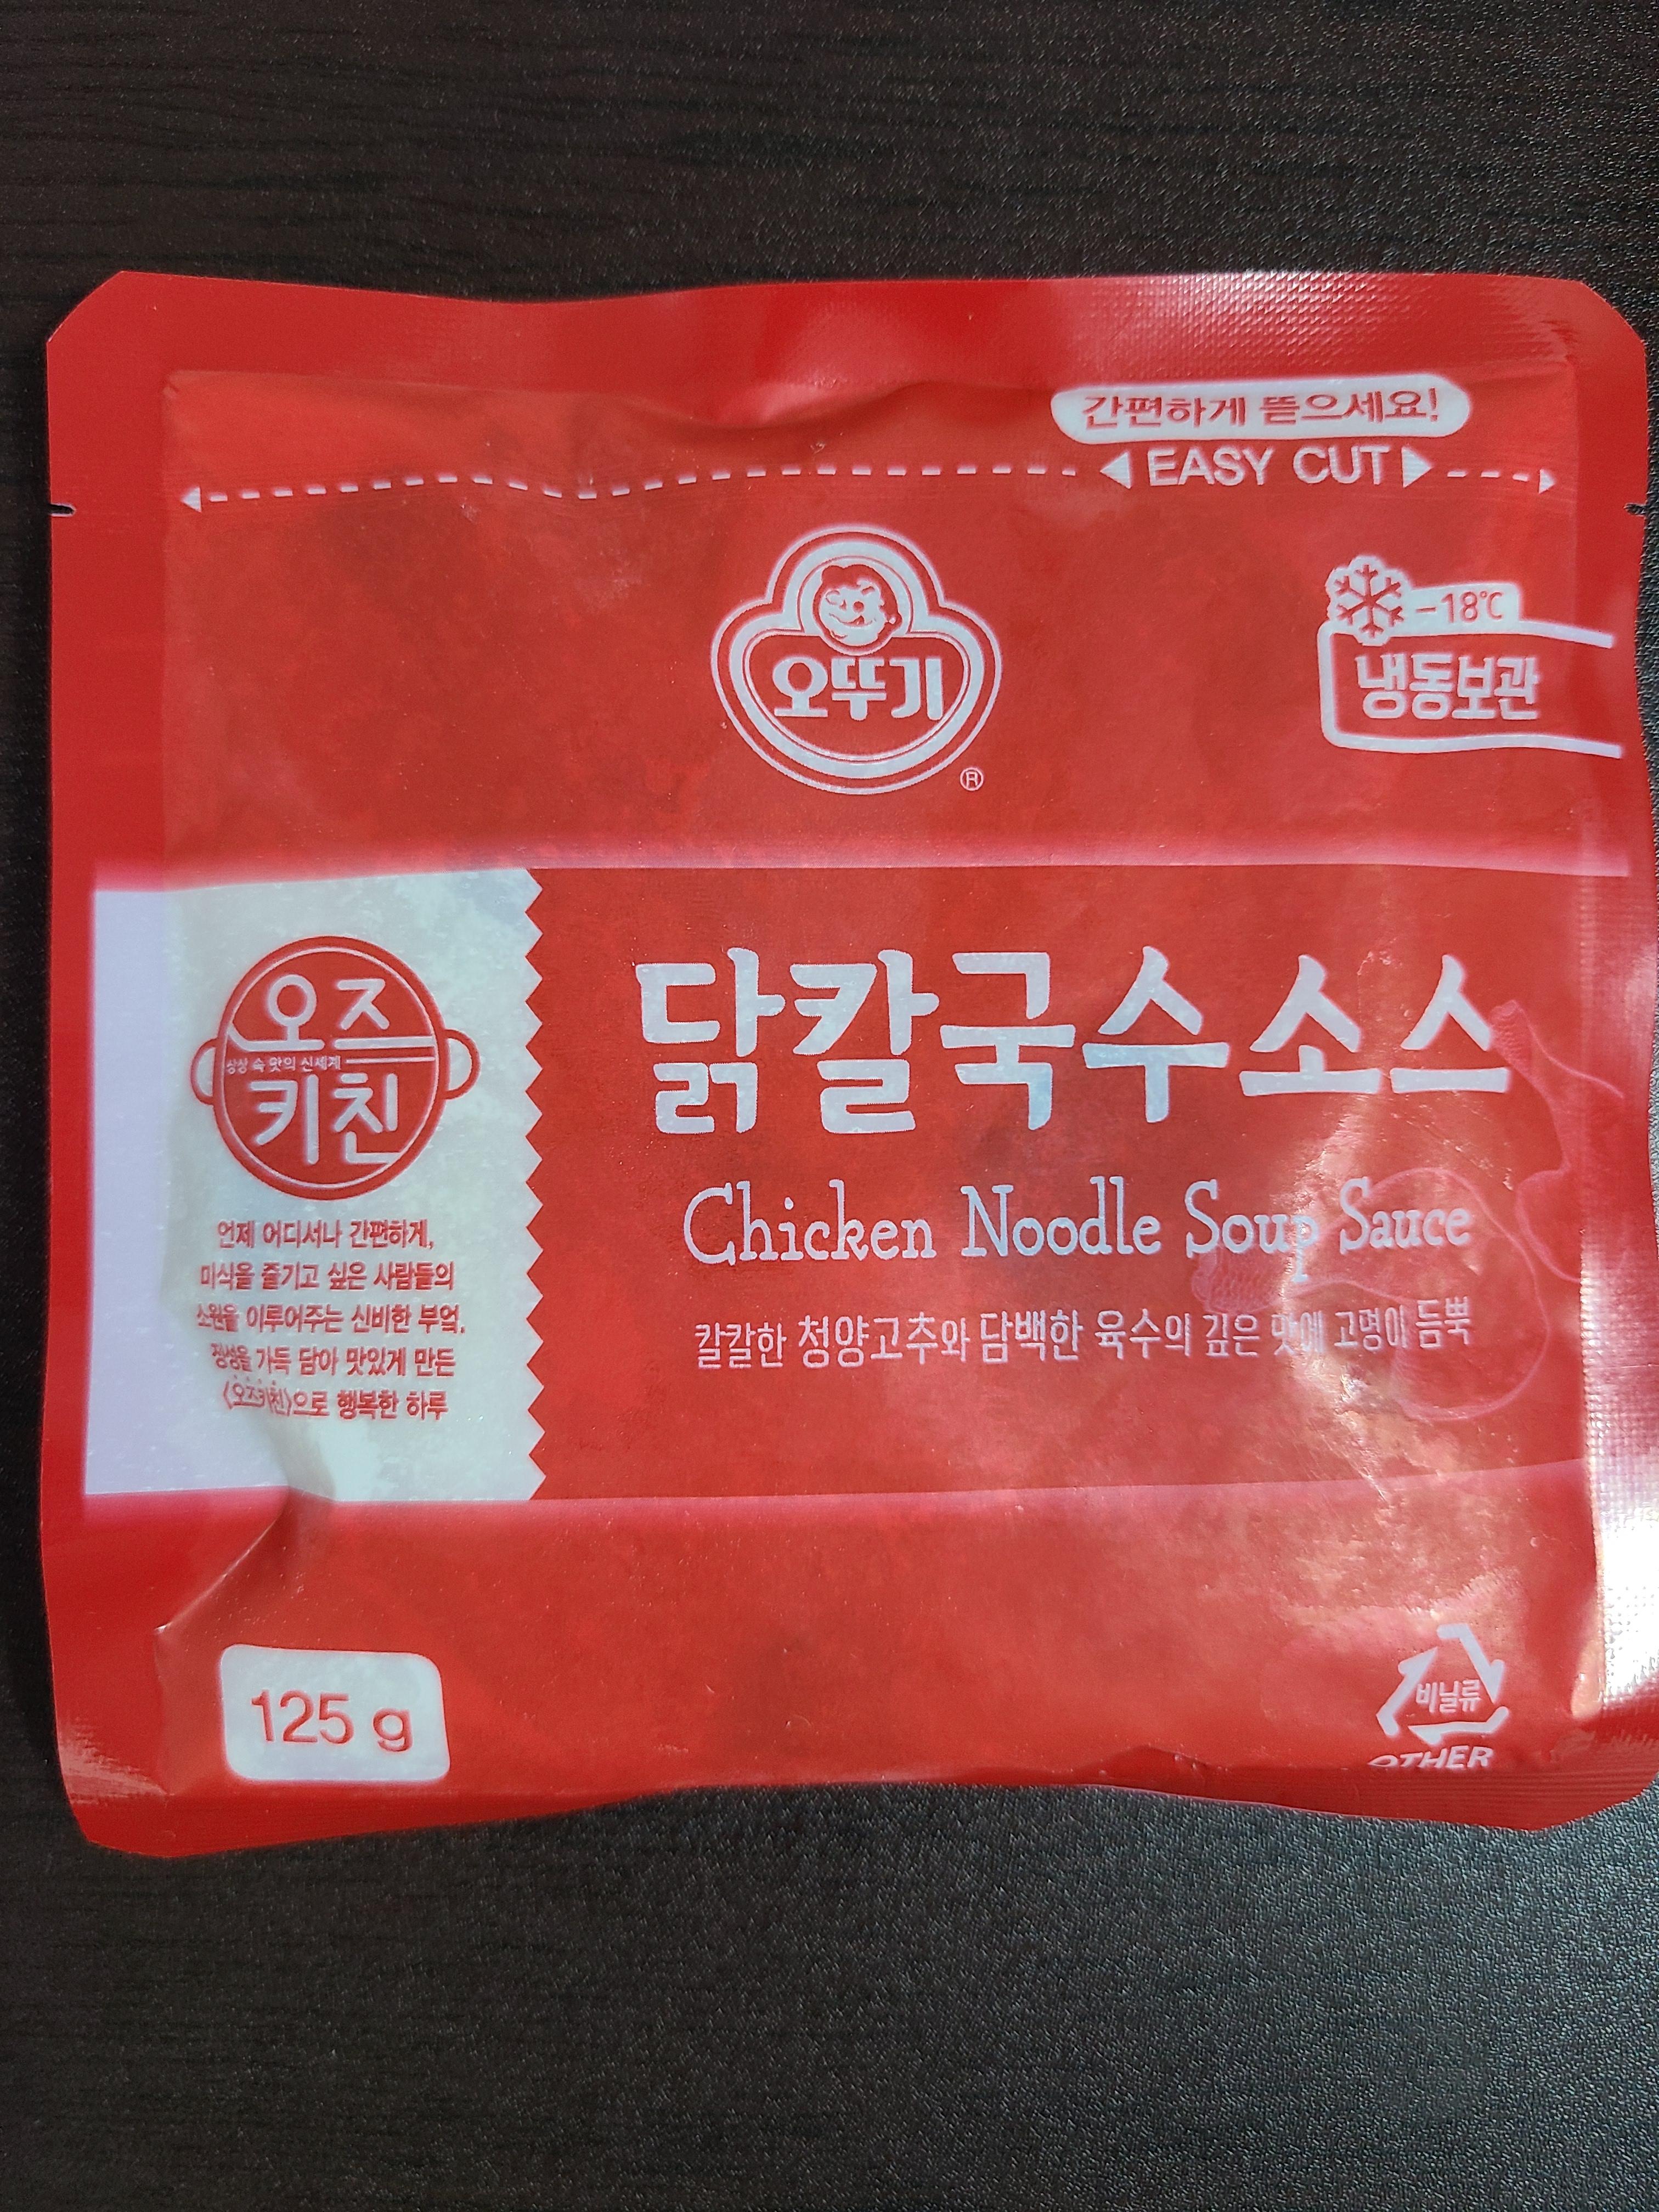 간편하게 뜯으세요!
EASY CUT
오뚜기
®
-18℃
냉동보관
오즈
상상 속 맛의 신세계
키친
언제 어디서나 간편하게,
미식을 즐기고 싶은 사람들의
소원을 이루어주는 신비한 부엌.
정성을 가득 담아 맛있게 만든
<오즈키친>으로 행복한 하루
닭칼국수소스
Chicken Noodle Soup Sauce
칼칼한 청양고추와 담백한 육수의 깊은 맛에 고명이 듬뿍
125 g
비닐류
OTHER